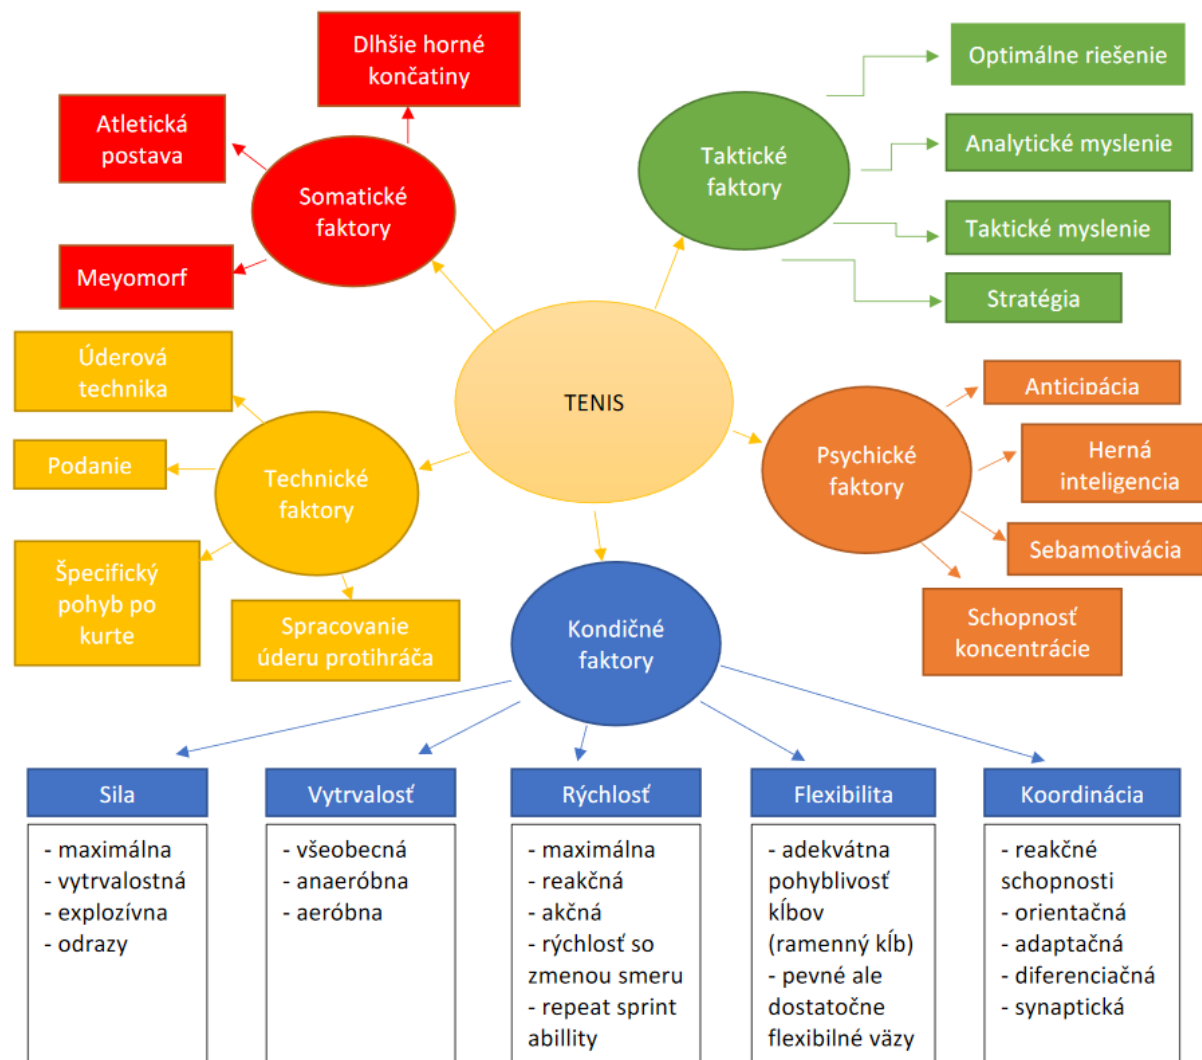 Dlhšie horné
končatiny
Atletická
postava
Somatické
faktory
Meyomorf
Taktické
faktory
Optimálne riešenie
Analytické myslenie
Taktické myslenie
Stratégia
TENIS
Úderová
technika
Podanie
Technické
faktory
Špecifický
pohyb po
kurte
Spracovanie
úderu protihráča
Psychické
faktory
Anticipácia
Herná
inteligencia
Sebamotivácia
Schopnosť
koncentrácie
Kondičné
faktory
Sila
- maximálna
- vytrvalostná
- explozívna
- odrazy
Vytrvalosť
- všeobecná
- anaeróbna
- aeróbna
Rýchlosť
- maximálna
- reakčná
- akčná
- rýchlosť so
zmenou smeru
- repeat sprint
abillity
Flexibilita
- adekvátna
pohyblivosť
kĺbov
(ramenný kĺb)
- pevné ale
dostatočne
flexibilné väzy
Koordinácia
- reakčné
schopnosti
- orientačná
- adaptačná
- diferenciačná
- synaptická